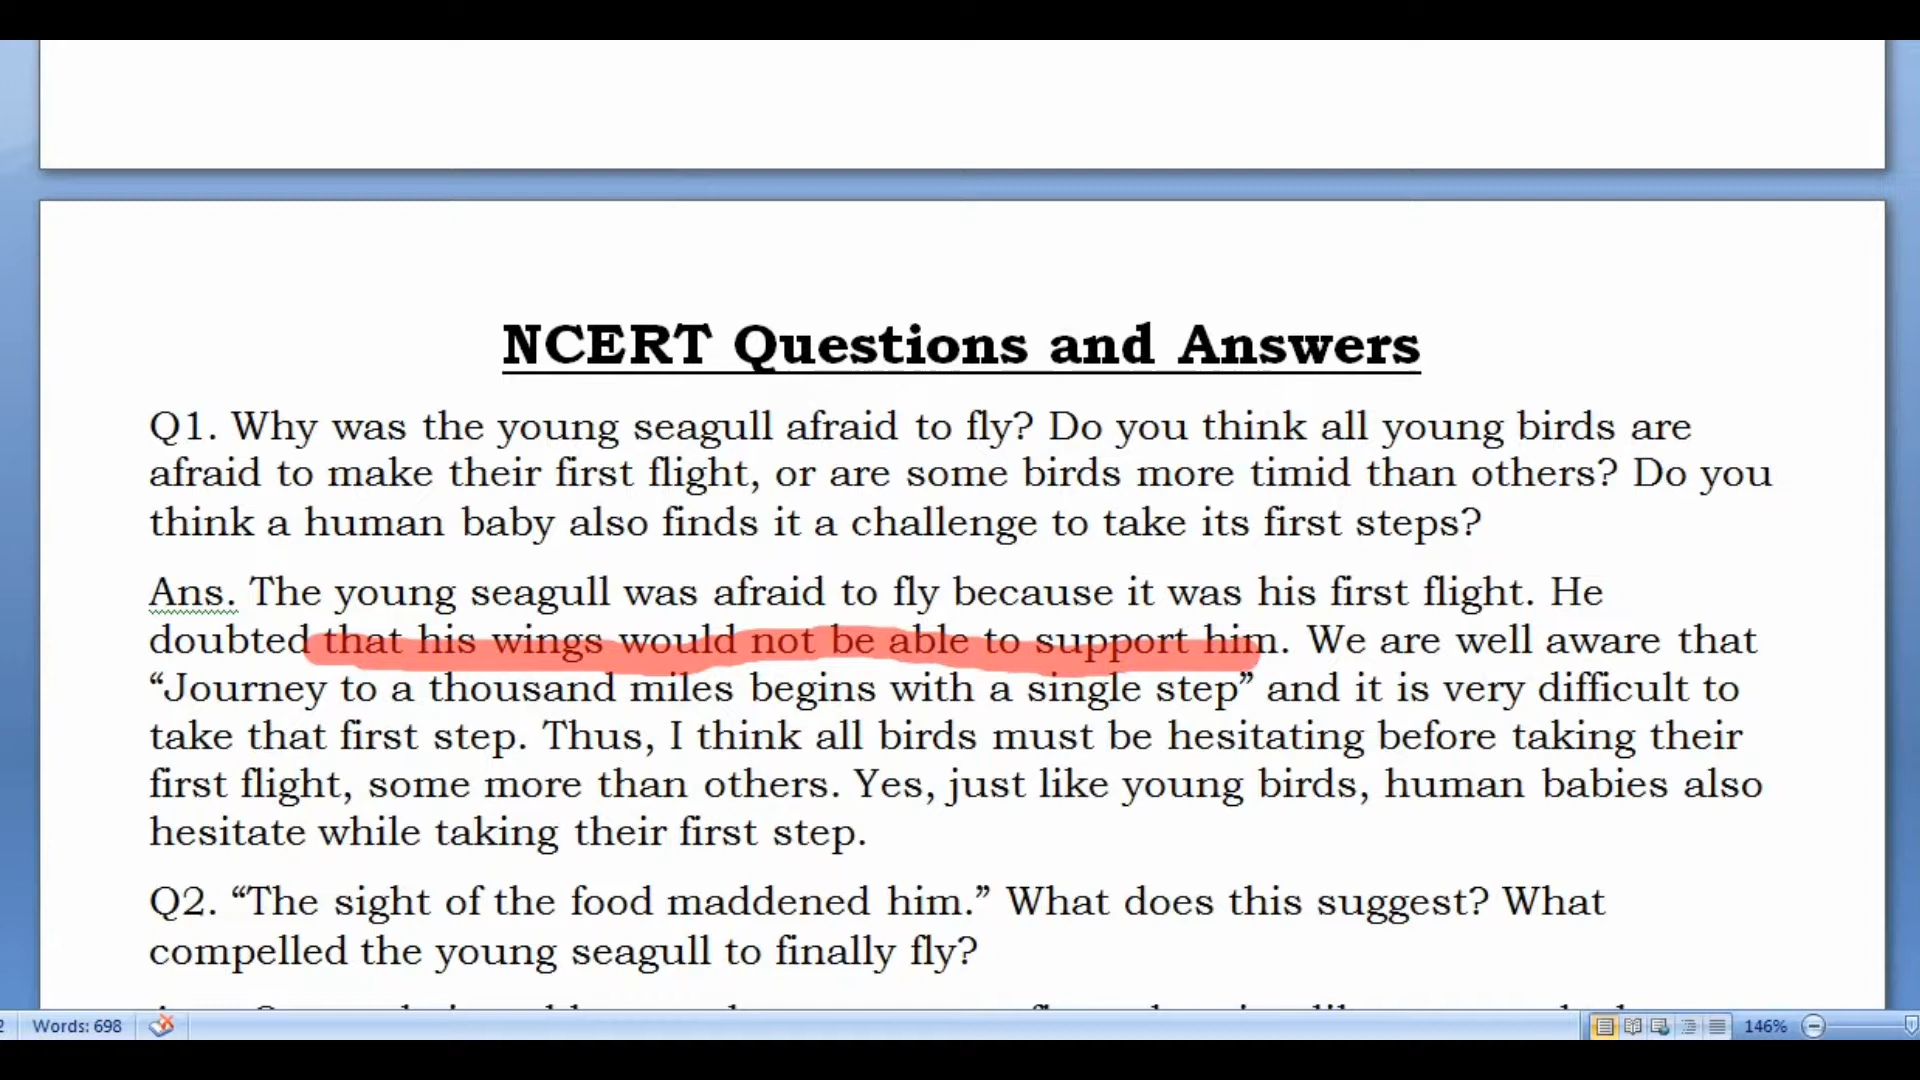 NCERT Questions and Answers
Q1. Why was the young seagull afraid to fly? Do you think all young birds are
afraid to make their first flight, or are some birds more timid than others? Do you
think a human baby also finds it a challenge to take its first steps?
Ans. The young seagull was afraid to fly because it was his first flight. He
doubted that his wings would not be able to support him. We are well aware that
“Journey to a thousand miles begins with a single step” and it is very difficult to
take that first step. Thus, I think all birds must be hesitating before taking their
first flight, some more than others. Yes, just like young birds, human babies also
hesitate while taking their first step.
Q2. “The sight of the food maddened him.” What does this suggest? What
compelled the young seagull to finally fly?
2 Words: 698 146%